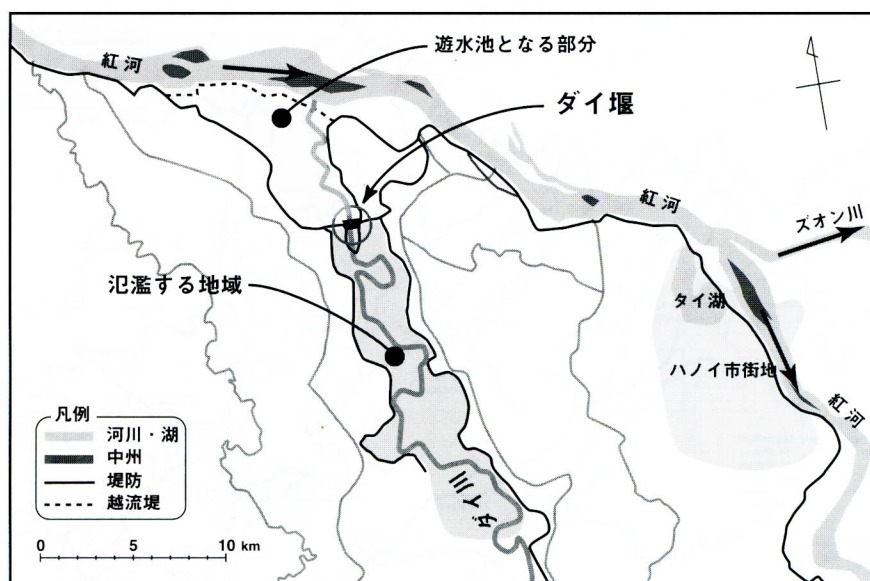 紅河
遊水池となる部分
ダイ堰
紅河
ズオン川
氾濫する地域
タイ湖
ハノイ市街地
紅河
ダイ川
凡例
河川・湖
中州
堤防
越流堤
0 5 10 km